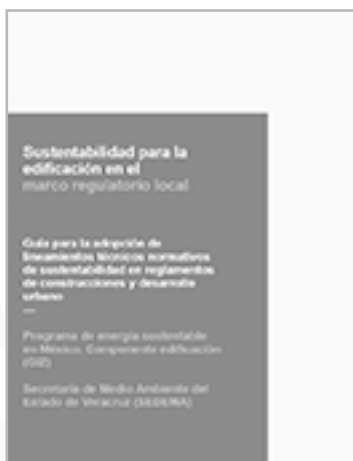 Sustentabilidad para la
edificación en el
marco regulatorio local
Guía para la adopción de
lineamientos técnicos normativos
de sustentabilidad en reglamentos
de construcciones y desarrollo
urbano
—
Programa de energía sustentable
en México. Componente edificación
(GIZ)
Secretaría de Medio Ambiente del
Estado de Veracruz (SEDEMA)